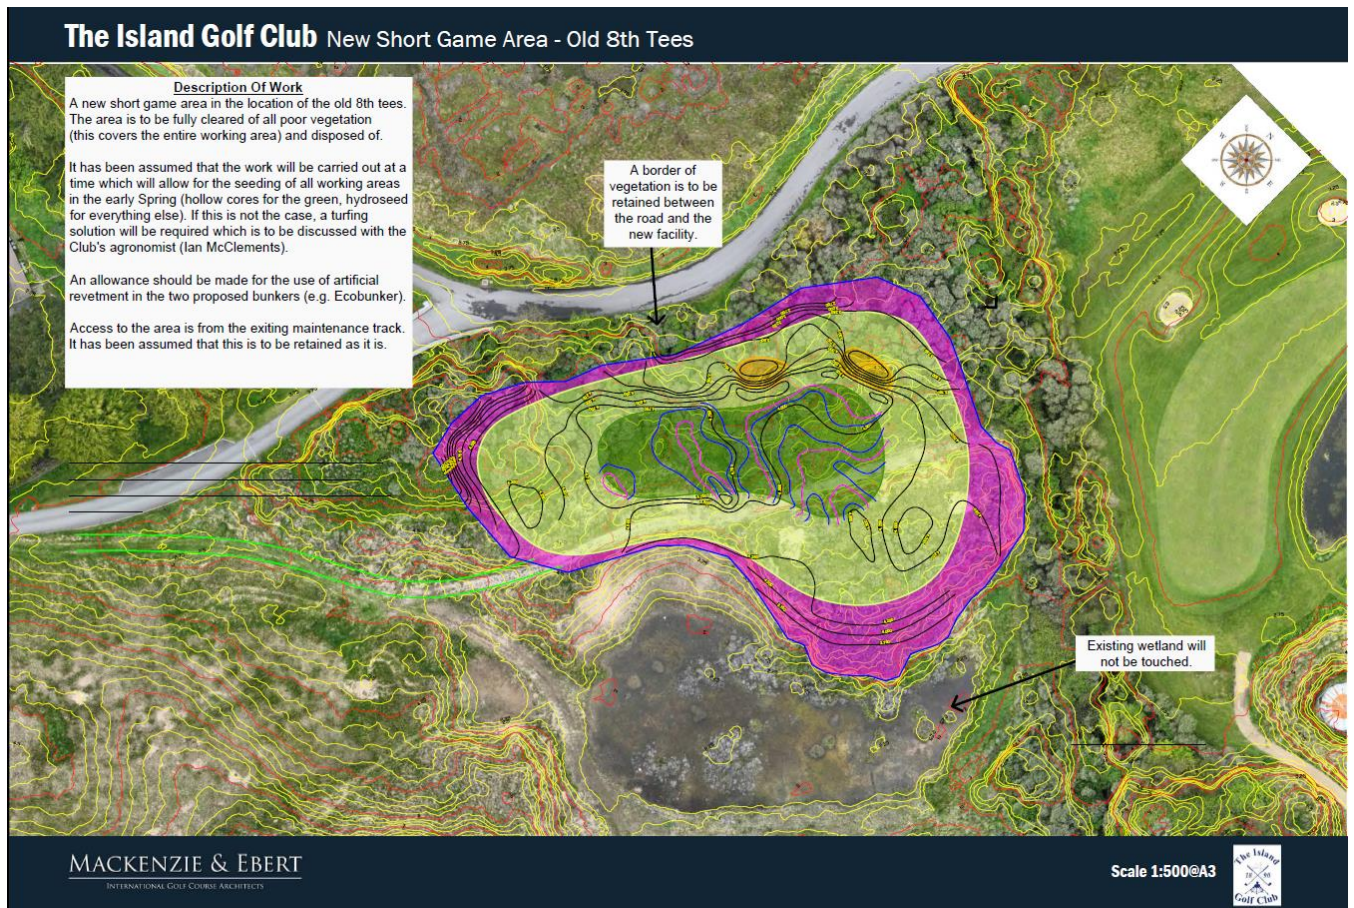 The Island Golf Club New Short Game Area - Old 8th Tees
Description Of Work
A new short game area in the location of the old 8th tees.
The area is to be fully cleared of all poor vegetation
(this covers the entire working area) and disposed of.
It has been assumed that the work will be carried out at a
time which will allow for the seeding of all working areas
in the early Spring (hollow cores for the green, hydroseed
for everything else). If this is not the case, a turfing
solution will be required which is to be discussed with the
Club's agronomist (Ian McClements).
An allowance should be made for the use of artificial
revetment in the two proposed bunkers (e.g. Ecobunker).
Access to the area is from the exiting maintenance track.
It has been assumed that this is to be retained as it is.
A border of
vegetation is to be
retained between
the road and the
new facility.
Existing wetland will
not be touched.
MACKENZIE & EBERT
INTERNATIONAL GOLF COURSE ARCHITECTS
Scale 1:500@A3
The Island
18 90
Golf Club